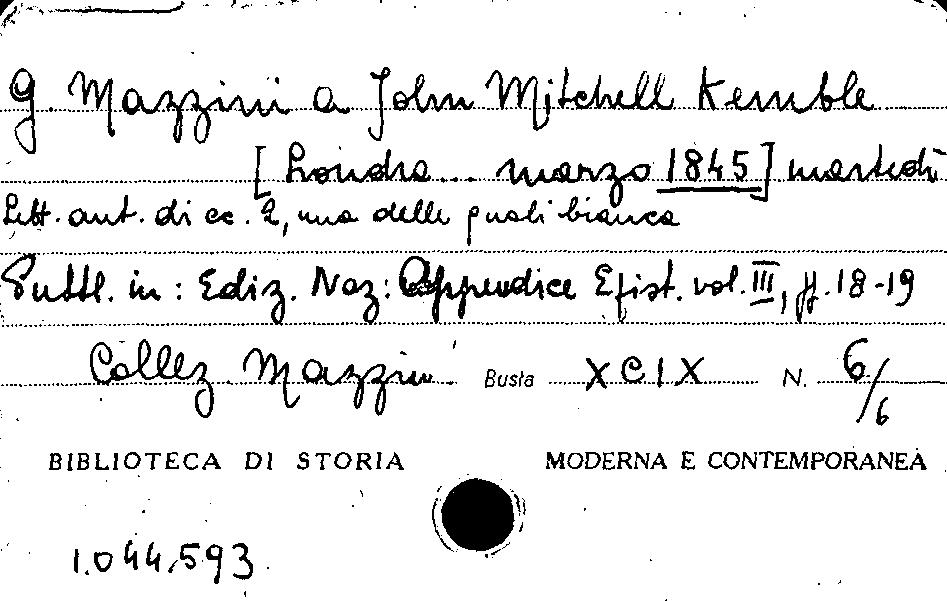 G. Mazzini a John Mitchell Kemble
[Londra... marzo 1845] martedì
Lett. aut. di cc. 2, una delle quali bianca
Pubbl. in: Ediz. Naz: Appendice Epist. vol. III, pp. 18-19
Collez. Mazzini Busta XCIX N. 6/6
BIBLIOTECA DI STORIA MODERNA E CONTEMPORANEA
1.044.593